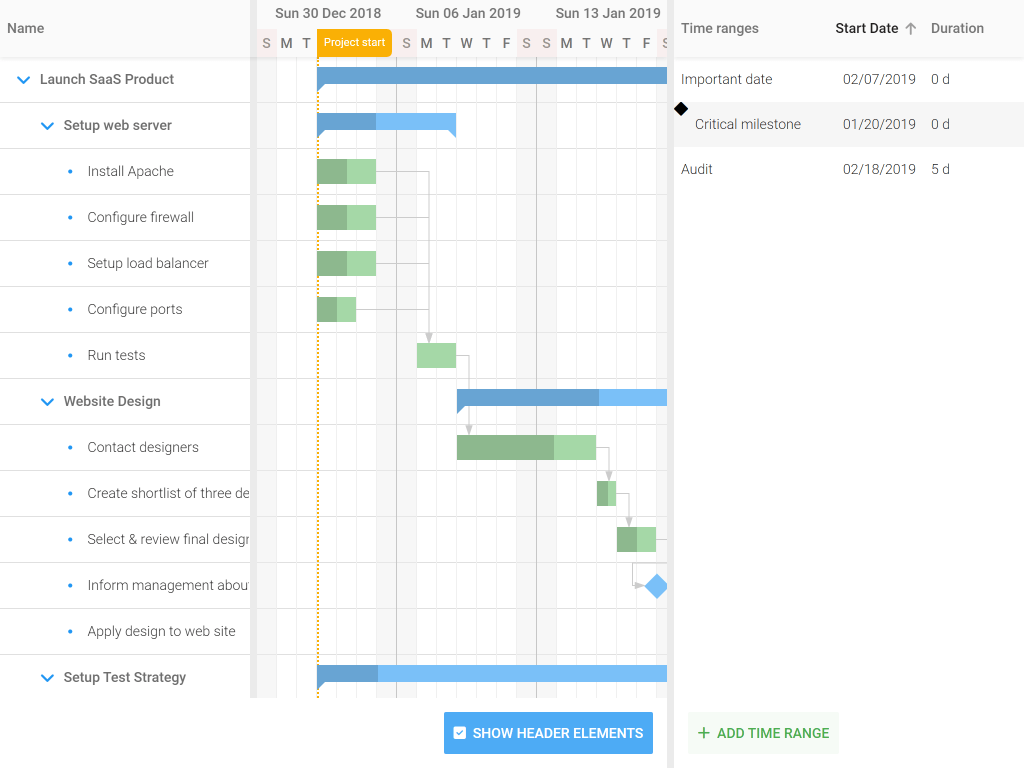 Name
Sun 30 Dec 2018 Sun 06 Jan 2019 Sun 13 Jan 2019
S M T Project start S M T W T F S S M T W T F S
Time ranges Start Date Duration
Launch SaaS Product
Setup web server
Install Apache
Configure firewall
Setup load balancer
Configure ports
Run tests
Website Design
Contact designers
Create shortlist of three de
Select & review final design
Inform management abou
Apply design to web site
Setup Test Strategy
Important date 02/07/2019 0 d
Critical milestone 01/20/2019 0 d
Audit 02/18/2019 5 d
SHOW HEADER ELEMENTS
+ ADD TIME RANGE